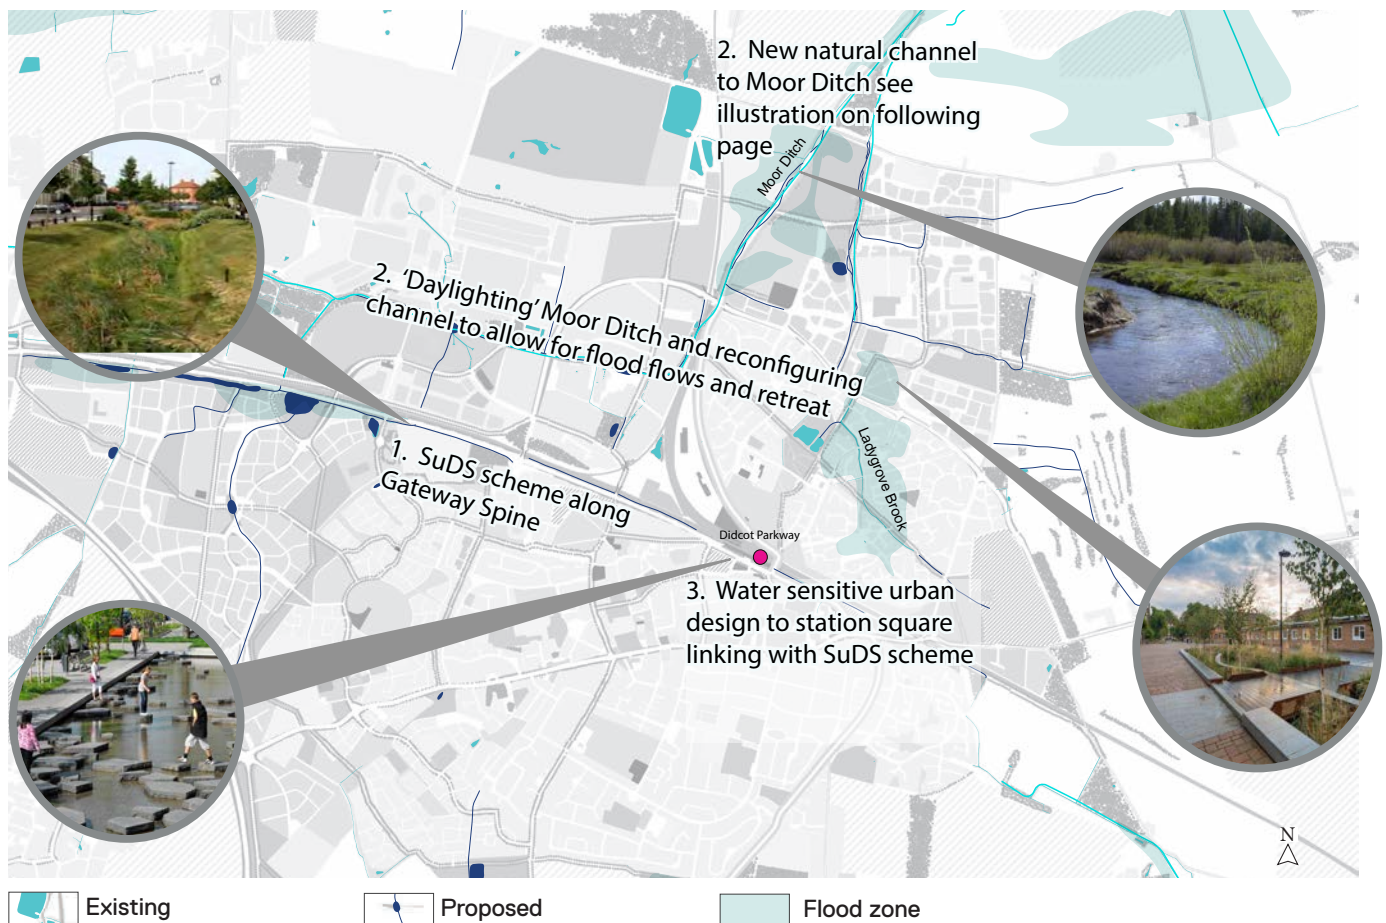 2. New natural channel
to Moor Ditch see
illustration on following
page
Moor Ditch
2. ‘Daylighting’ Moor Ditch and reconfiguring
channel to allow for flood flows and retreat
1. SuDS scheme along
Gateway Spine
Ladygrove Brook
Didcot Parkway
3. Water sensitive urban
design to station square
linking with SuDS scheme
N
Existing
Proposed
Flood zone